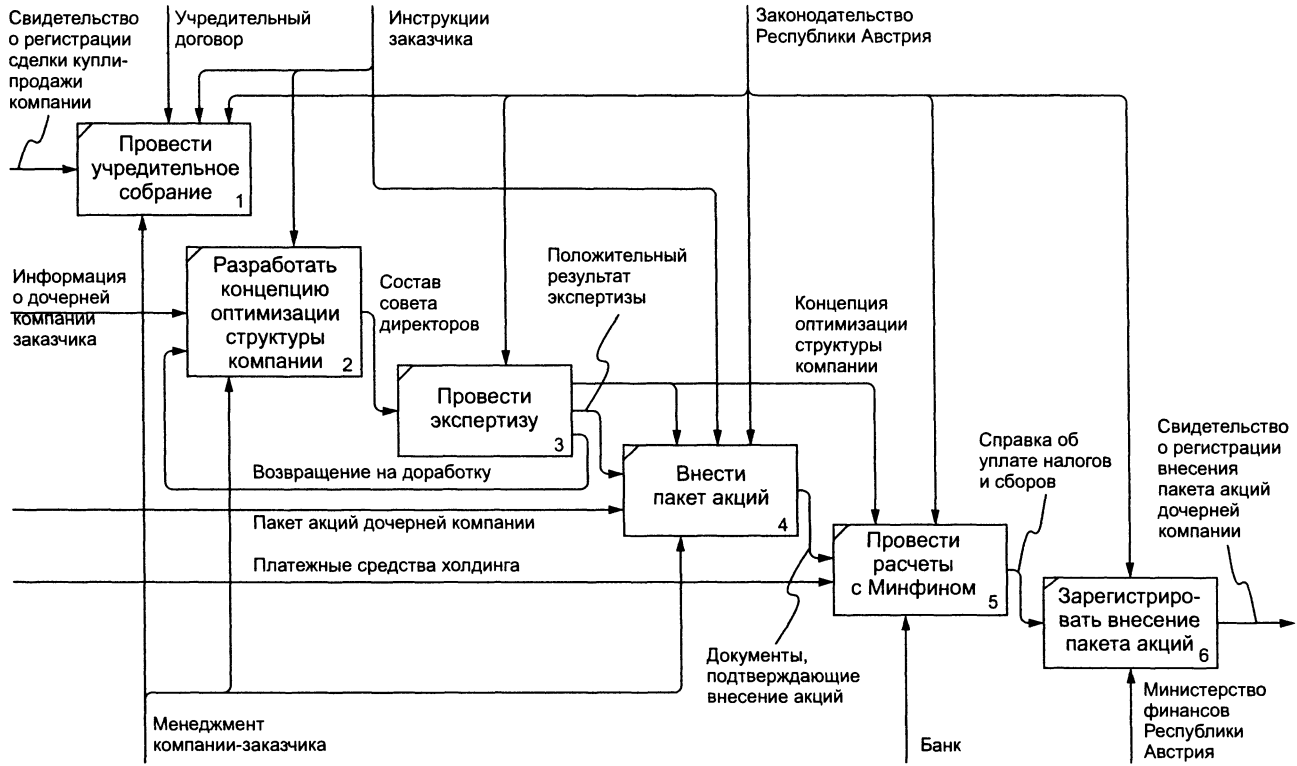 Свидетельство
о регистрации
сделки купли-
продажи
компании
Учредительный
договор
Инструкции
заказчика
Законодательство
Республики Австрия
Провести
учредительное
собрание
1
Информация
о дочерней
компании
заказчика
Разработать
концепцию
оптимизации
структуры
компании
2
Состав
совета
директоров
Положительный
результат
экспертизы
Концепция
оптимизации
структуры
компании
Провести
экспертизу
3
Возвращение на доработку
Внести
пакет акций
4
Пакет акций дочерней компании
Справка об
уплате налогов
и сборов
Свидетельство
о регистрации
внесения
пакета акций
дочерней
компании
Платежные средства холдинга
Провести
расчеты
с Минфином
5
Зарегистриро-
вать внесение
пакета акций
6
Документы,
подтверждающие
внесение акций
Менеджмент
компании-заказчика
Банк
Министерство
финансов
Республики
Австрия